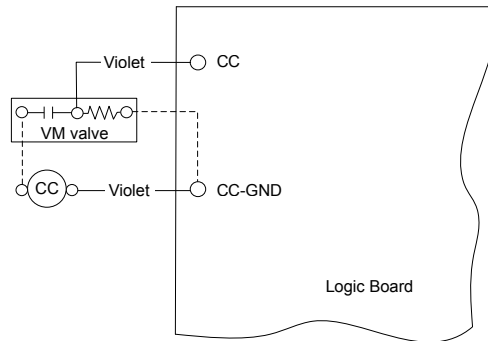 Violet
CC
VM valve
CC
Violet
CC-GND
Logic Board